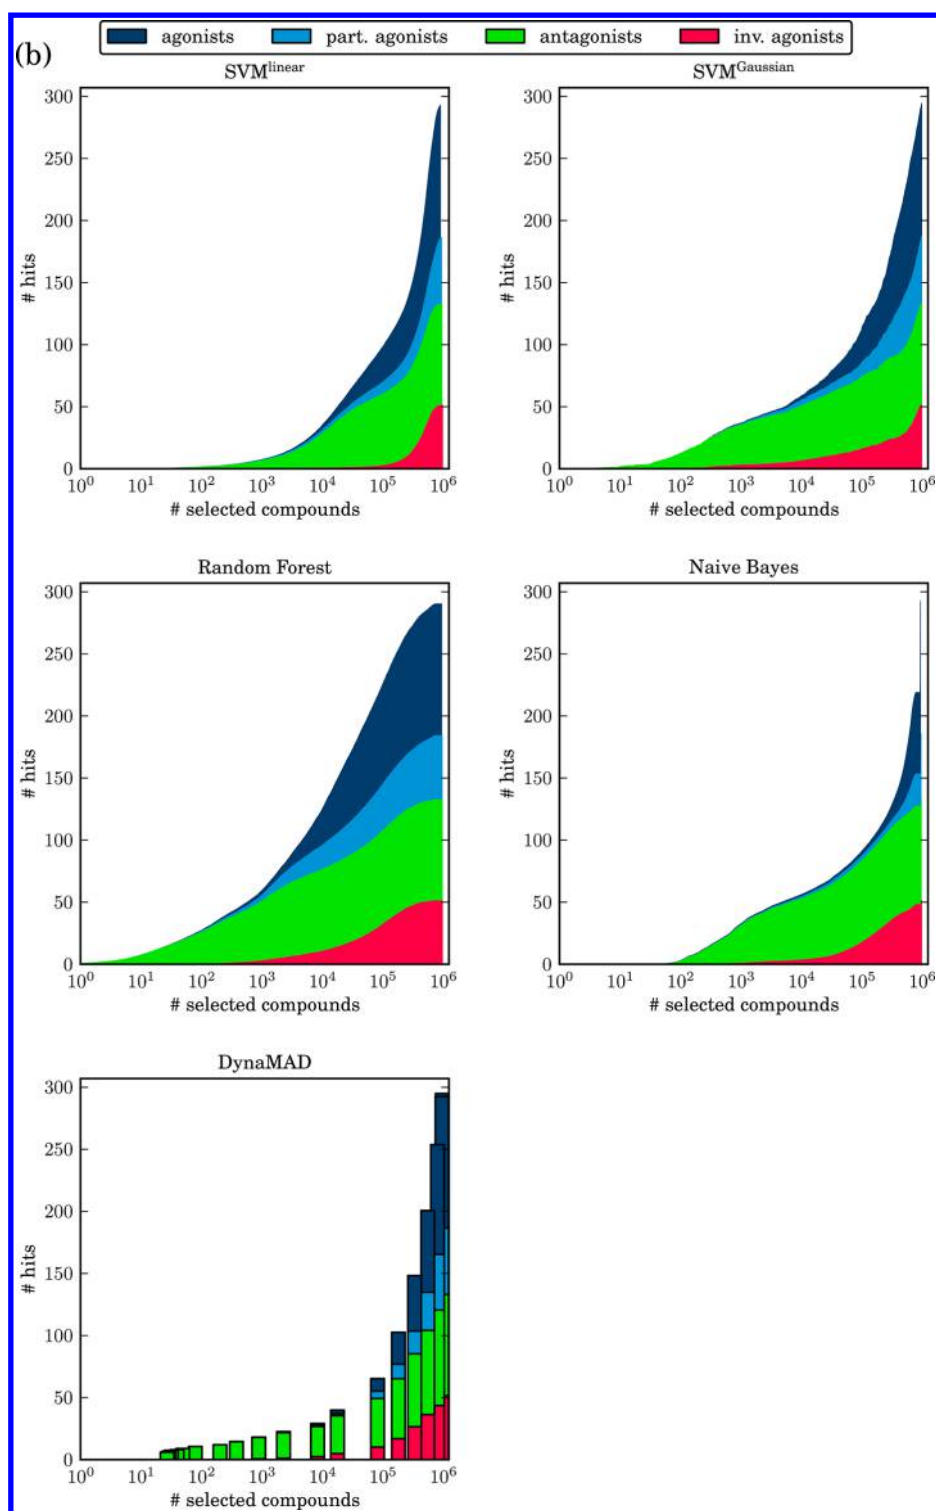 (b)
agonists part. agonists antagonists inv. agonists
SVM^linear SVM^Gaussian
300 300
250 250
200 200
150 150
100 100
50 50
0 0
# hits # hits
10^0 10^1 10^2 10^3 10^4 10^5 10^6 10^0 10^1 10^2 10^3 10^4 10^5 10^6
# selected compounds # selected compounds
Random Forest Naive Bayes
300 300
250 250
200 200
150 150
100 100
50 50
0 0
# hits # hits
10^0 10^1 10^2 10^3 10^4 10^5 10^6 10^0 10^1 10^2 10^3 10^4 10^5 10^6
# selected compounds # selected compounds
DynaMAD
300
250
200
150
100
50
0
# hits
10^0 10^1 10^2 10^3 10^4 10^5 10^6
# selected compounds